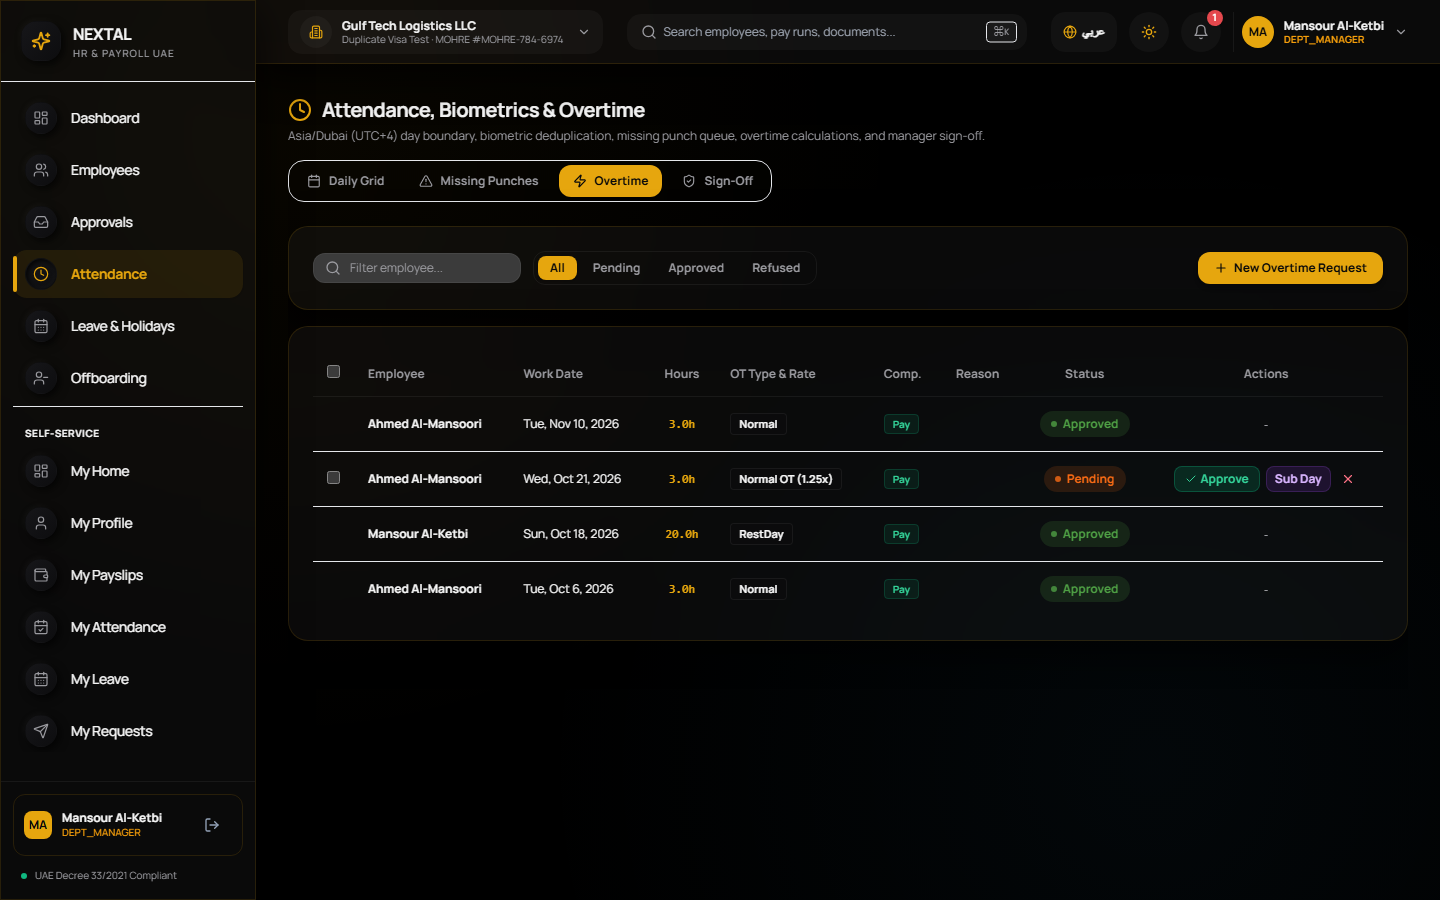 NEXTAL
HR & PAYROLL UAE
Gulf Tech Logistics LLC
Duplicate Visa Test · MOHRE #MOHRE-784-6974
Search employees, pay runs, documents...
⌘K
عربي
1
MA
Mansour Al-Ketbi
DEPT_MANAGER
Dashboard
Employees
Approvals
Attendance
Leave & Holidays
Offboarding
SELF-SERVICE
My Home
My Profile
My Payslips
My Attendance
My Leave
My Requests
MA
Mansour Al-Ketbi
DEPT_MANAGER
UAE Decree 33/2021 Compliant
Attendance, Biometrics & Overtime
Asia/Dubai (UTC+4) day boundary, biometric deduplication, missing punch queue, overtime calculations, and manager sign-off.
Daily Grid Missing Punches Overtime Sign-Off
Filter employee... All Pending Approved Refused + New Overtime Request
Employee Work Date Hours OT Type & Rate Comp. Reason Status Actions
Ahmed Al-Mansoori Tue, Nov 10, 2026 3.0h Normal Pay Approved -
Ahmed Al-Mansoori Wed, Oct 21, 2026 3.0h Normal OT (1.25x) Pay Pending Approve Sub Day
Mansour Al-Ketbi Sun, Oct 18, 2026 20.0h RestDay Pay Approved -
Ahmed Al-Mansoori Tue, Oct 6, 2026 3.0h Normal Pay Approved -